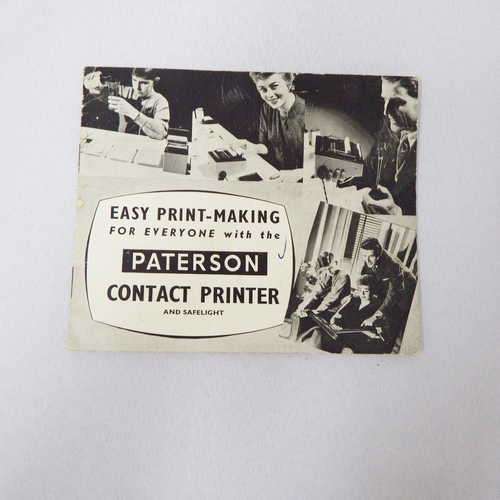 EASY PRINT-MAKING
FOR EVERYONE with the
PATERSON
CONTACT PRINTER
AND SAFELIGHT